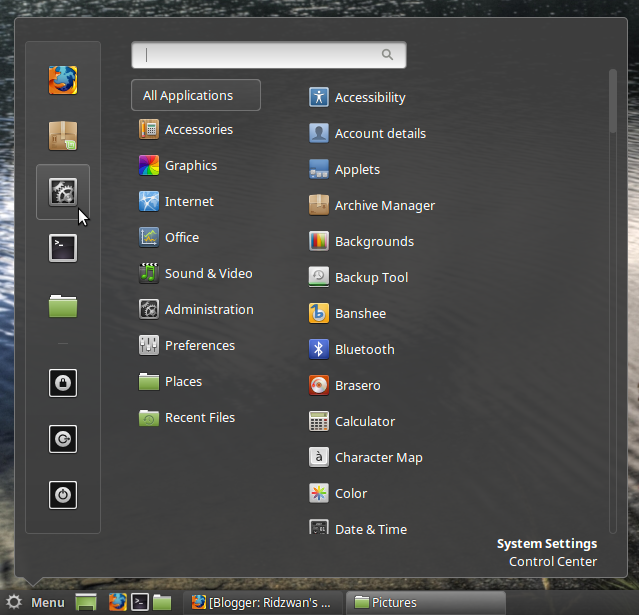 All Applications
Accessories
Graphics
Internet
Office
Sound & Video
Administration
Preferences
Places
Recent Files
Accessibility
Account details
Applets
Archive Manager
Backgrounds
Backup Tool
Banshee
Bluetooth
Brasero
Calculator
Character Map
Color
Date & Time
System Settings
Control Center
Menu
[Blogger: Ridzwan's ...
Pictures